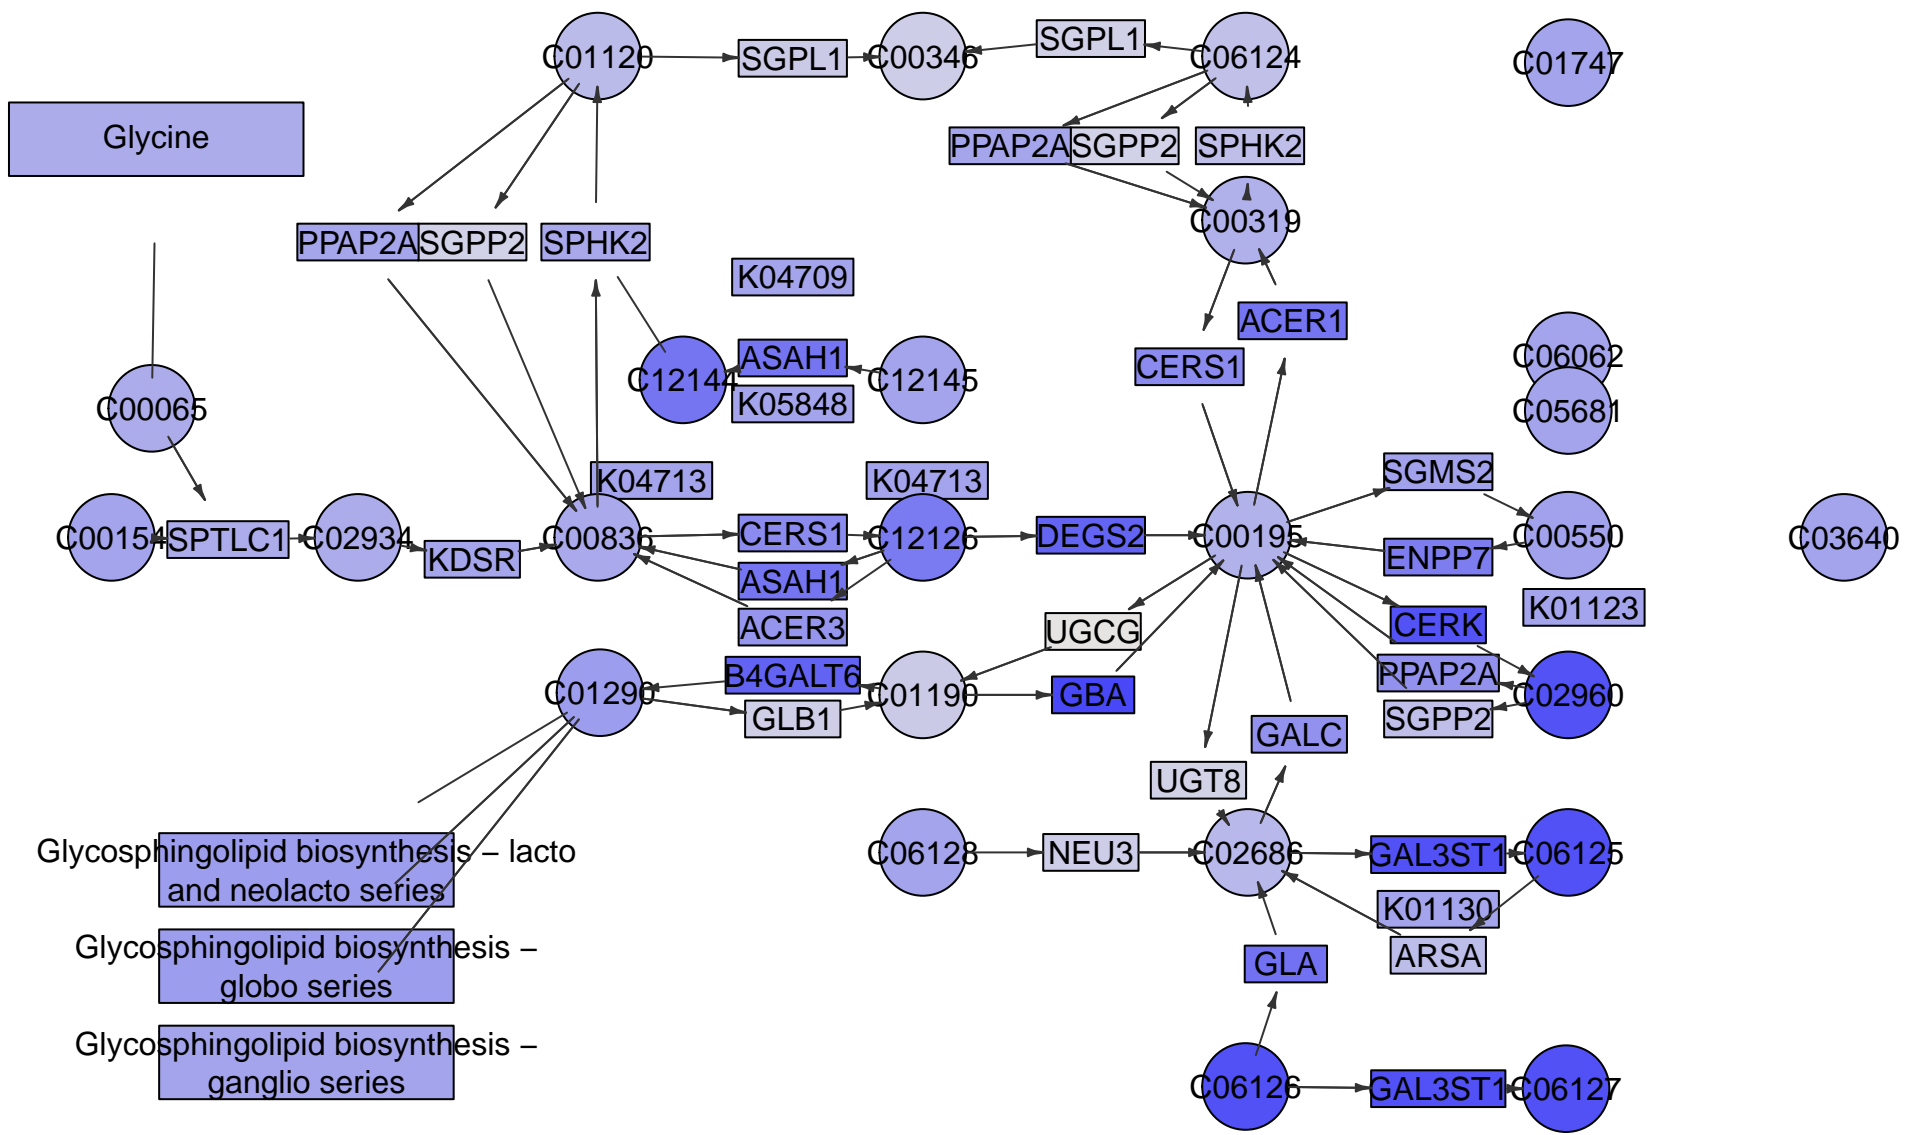 C01120
SGPL1
C00346
SGPL1
C06124
C01747
Glycine
PPAP2A
SGPP2
SPHK2
C00319
PPAP2A
SGPP2
SPHK2
K04709
ACER1
CERS1
C06062
C12144
ASAH1
C12145
K05848
C00065
C05681
K04713
K04713
SGMS2
C00154
SPTLC1
C02934
KDSR
C00836
CERS1
C12126
DEGS2
C00195
ENPP7
C00550
C03640
ASAH1
ACER3
UGCG
CERK
K01123
C01290
B4GALT6
GLB1
C01190
GBA
PPAP2A
SGPP2
C02960
GALC
UGT8
Glycosphingolipid biosynthesis – lacto
and neolacto series
C06128
NEU3
C02686
GAL3ST1
C06125
K01130
ARSA
Glycosphingolipid biosynthesis –
globo series
GLA
Glycosphingolipid biosynthesis –
ganglio series
C06126
GAL3ST1
C06127